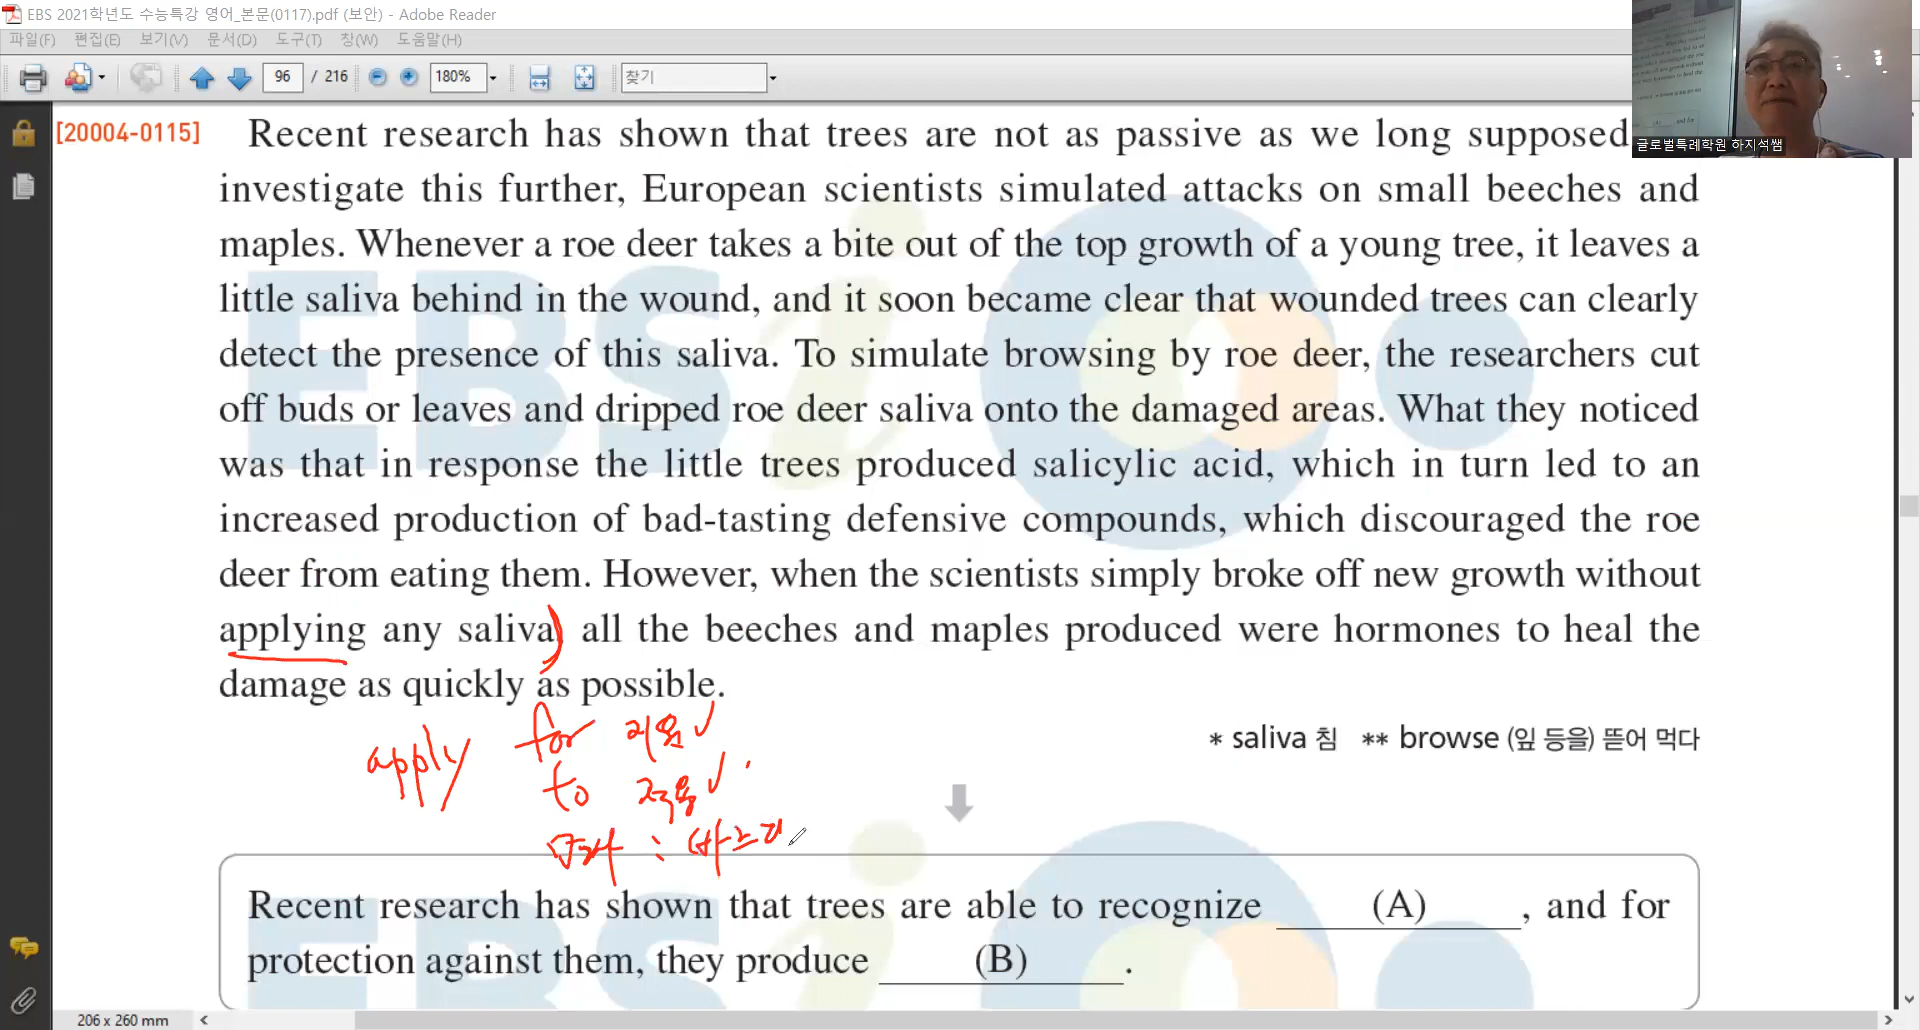 EBS 2021학년도 수능특강 영어_본문(0117).pdf (보안) - Adobe Reader
파일(F) 편집(E) 보기(V) 문서(D) 도구(T) 창(W) 도움말(H)
96 / 216 180% 찾기
글로벌특례학원 하지석쌤
[20004-0115] Recent research has shown that trees are not as passive as we long supposed
investigate this further, European scientists simulated attacks on small beeches and
maples. Whenever a roe deer takes a bite out of the top growth of a young tree, it leaves a
little saliva behind in the wound, and it soon became clear that wounded trees can clearly
detect the presence of this saliva. To simulate browsing by roe deer, the researchers cut
off buds or leaves and dripped roe deer saliva onto the damaged areas. What they noticed
was that in response the little trees produced salicylic acid, which in turn led to an
increased production of bad-tasting defensive compounds, which discouraged the roe
deer from eating them. However, when the scientists simply broke off new growth without
applying any saliva, all the beeches and maples produced were hormones to heal the
damage as quickly as possible.
apply for 지원
to 적용
* saliva 침 ** browse (잎 등을) 뜯어 먹다
Recent research has shown that trees are able to recognize (A) , and for
protection against them, they produce (B) .
206 x 260 mm
EBSi